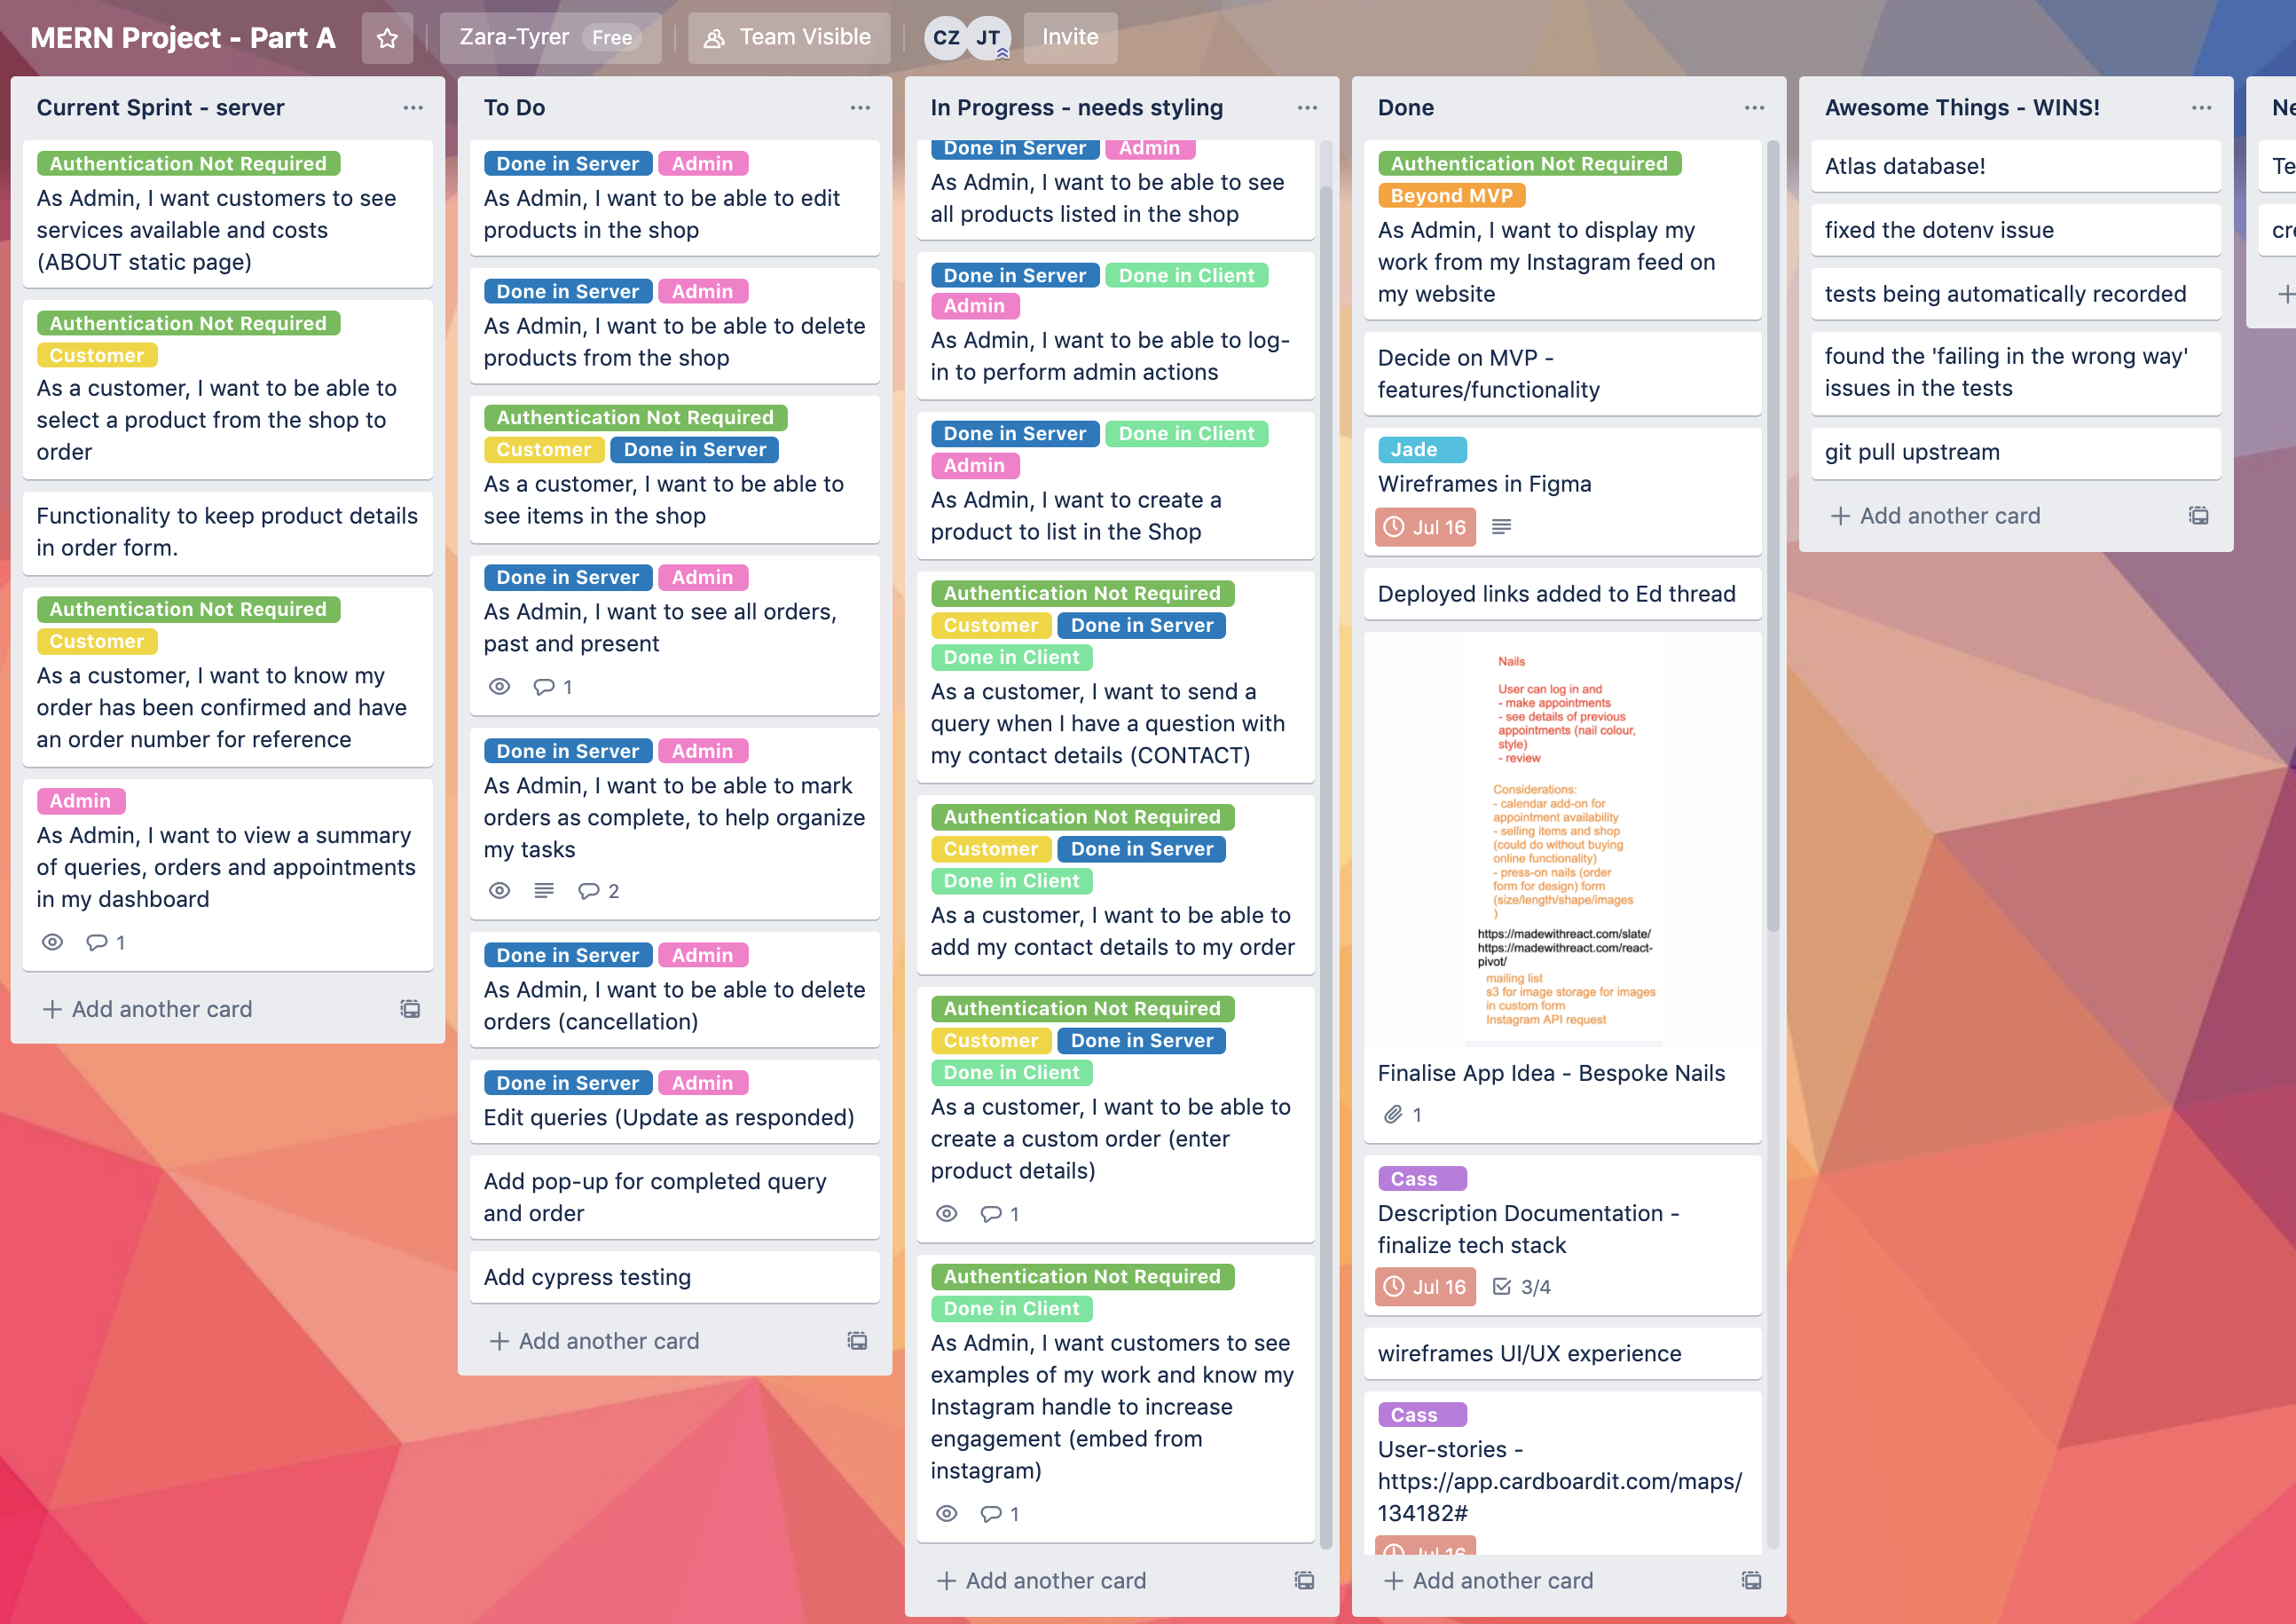 MERN Project - Part A
Zara-Tyrer Free
Team Visible
CZ JT
Invite
Current Sprint - server
Authentication Not Required
As Admin, I want customers to see
services available and costs
(ABOUT static page)
Authentication Not Required
Customer
As a customer, I want to be able to
select a product from the shop to
order
Functionality to keep product details
in order form.
Authentication Not Required
Customer
As a customer, I want to know my
order has been confirmed and have
an order number for reference
Admin
As Admin, I want to view a summary
of queries, orders and appointments
in my dashboard
1
Add another card
To Do
Done in Server Admin
As Admin, I want to be able to edit
products in the shop
Done in Server Admin
As Admin, I want to be able to delete
products from the shop
Authentication Not Required
Customer Done in Server
As a customer, I want to be able to
see items in the shop
Done in Server Admin
As Admin, I want to see all orders,
past and present
1
Done in Server Admin
As Admin, I want to be able to mark
orders as complete, to help organize
my tasks
2
Done in Server Admin
As Admin, I want to be able to delete
orders (cancellation)
Done in Server Admin
Edit queries (Update as responded)
Add pop-up for completed query
and order
Add cypress testing
Add another card
In Progress - needs styling
Done in Server Admin
As Admin, I want to be able to see
all products listed in the shop
Done in Server Done in Client
Admin
As Admin, I want to be able to log-
in to perform admin actions
Done in Server Done in Client
Admin
As Admin, I want to create a
product to list in the Shop
Authentication Not Required
Customer Done in Server
Done in Client
As a customer, I want to send a
query when I have a question with
my contact details (CONTACT)
Authentication Not Required
Customer Done in Server
Done in Client
As a customer, I want to be able to
add my contact details to my order
Authentication Not Required
Customer Done in Server
Done in Client
As a customer, I want to be able to
create a custom order (enter
product details)
1
Authentication Not Required
Done in Client
As Admin, I want customers to see
examples of my work and know my
Instagram handle to increase
engagement (embed from
instagram)
1
Add another card
Done
Authentication Not Required
Beyond MVP
As Admin, I want to display my
work from my Instagram feed on
my website
Decide on MVP -
features/functionality
Jade
Wireframes in Figma
Jul 16
Deployed links added to Ed thread
Nails
User can log in and
- make appointments
- see details of previous
appointments (nail colour,
style)
- review
Considerations:
- calendar add-on for
appointment availability
- selling items and shop
(could do without buying
online functionality)
- press-on nails (order
form for design) form
(size/length/shape/images
)
https://madewithreact.com/slate/
https://madewithreact.com/react-
pivot/
mailing list
s3 for image storage for images
in custom form
Instagram API request
Finalise App Idea - Bespoke Nails
1
Cass
Description Documentation -
finalize tech stack
Jul 16 3/4
wireframes UI/UX experience
Cass
User-stories -
https://app.cardboardit.com/maps/
134182#
Jul 16
Add another card
Awesome Things - WINS!
Atlas database!
fixed the dotenv issue
tests being automatically recorded
found the 'failing in the wrong way'
issues in the tests
git pull upstream
Add another card